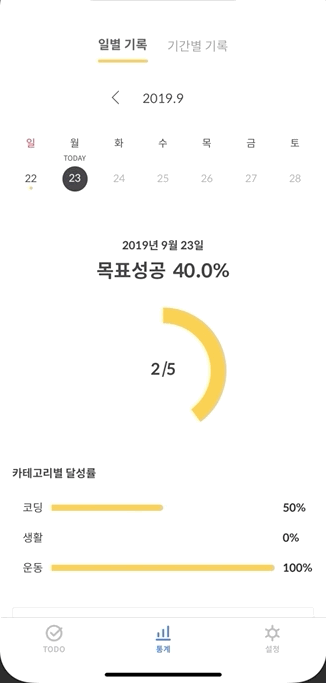 일별 기록 기간별 기록
2019.9
일 월 화 수 목 금 토
TODAY
22 23 24 25 26 27 28
2019년 9월 23일
목표성공 40.0%
2/5
카테고리별 달성률
코딩 50%
생활 0%
운동 100%
TODO 통계 설정